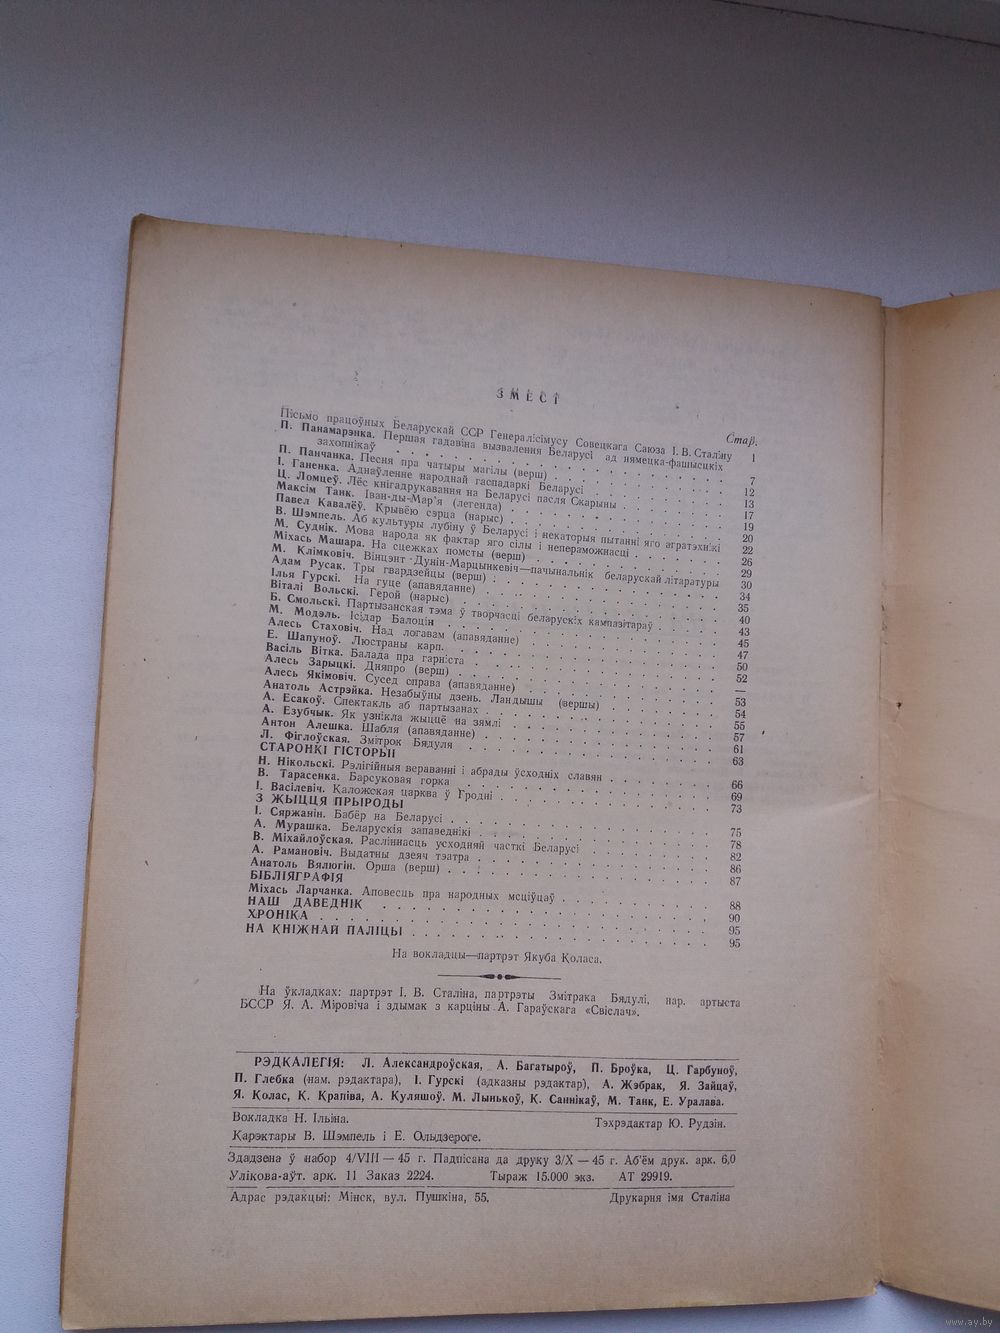 ЗМЕСТ
Стар.
Пісьмо працоўных Беларускай ССР Генералісімусу Совецкага Саюза І. В. Сталіну 1
П. Панамарэнка. Першая гадавіна вызвалення Беларусі ад нямецка-фашысцкіх
захопнікаў 7
П. Панчанка. Песня пра чатыры магілы (верш) 12
І. Ганенка. Аднаўленне народнай гаспадаркі Беларусі 13
Ц. Ломцеў. Лёс кнігадрукавання на Беларусі пасля Скарыны 17
Максім Танк. Іван-ды-Мар'я (легенда) 19
Павел Кавалёў. Крывёю сэрца (нарыс) 20
В. Шэмпель. Аб культуры лубіну ў Беларусі і некаторыя пытанні яго агратэхнікі 22
М. Суднік. Мова народа як фактар яго сілы і непераможнасці 26
Міхась Машара. На сцежках помсты (верш) 29
М. Клімковіч. Вінцэнт Дунін-Марцынкевіч—пачынальнік беларускай літаратуры 30
Адам Русак. Тры гвардзейцы (верш) 34
Ілья Гурскі. На гуце (апавяданне) 35
Віталі Вольскі. Герой (нарыс) 40
Б. Смольскі. Партызанская тэма ў творчасці беларускіх кампазітараў 43
М. Модэль. Ісідар Балоцін 45
Алесь Стаховіч. Над логавам (апавяданне) 47
Е. Шапуноў. Люстраны карп. 50
Васіль Вітка. Балада пра гарніста 52
Алесь Зарыцкі. Дняпро (верш) —
Алесь Якімовіч. Сусед справа (апавяданне) 53
Анатоль Астрэйка. Незабыўны дзень. Ландышы (вершы) 54
А. Есакоў. Спектакль аб партызанах 55
А. Езубчык. Як узнікла жыццё на зямлі 57
Антон Алешка. Шабля (апавяданне) 61
Л. Фіглоўская. Змітрок Бядуля 63
СТАРОНКІ ГІСТОРЫІ
Н. Нікольскі. Рэлігійныя вераванні і абрады ўсходніх славян 66
В. Тарасенка. Барсуковая горка 69
І. Васілевіч. Каложская царква ў Гродні 73
З ЖЫЦЦЯ ПРЫРОДЫ
І. Сяржанін. Бабёр на Беларусі 75
А. Мурашка. Беларускія запаведнікі 78
В. Міхайлоўская. Расліннасць усходняй часткі Беларусі 82
А. Рамановіч. Выдатны дзеяч тэатра 86
Анатоль Вялюгін. Орша (верш) 87
БІБЛІЯГРАФІЯ
Міхась Ларчанка. Аповесць пра народных мсціўцаў 88
НАШ ДАВЕДНІК 90
ХРОНІКА 95
НА КНІЖНАЙ ПАЛІЦЫ 95
На вокладцы—партрэт Якуба Коласа.
На ўкладках: партрэт І. В. Сталіна, партрэты Змітрака Бядулі, нар. артыста
БССР Я. А. Міровіча і здымак з карціны А. Гараўскага «Свіслач».
РЭДКАЛЕГІЯ: Л. Александроўская, А. Багатыроў, П. Броўка, Ц. Гарбуноў,
П. Глебка (нам. рэдактара), І. Гурскі (адказны рэдактар), А. Жэбрак, Я. Зайцаў,
Я. Колас, К. Крапіва, А. Куляшоў. М. Лынькоў, К. Саннікаў, М. Танк, Е. Уралава.
Вокладка Н. Ільіна. Тэхрэдактар Ю. Рудзін.
Карэктары В. Шэмпель і Е. Ольдзероге.
Здадзена ў набор 4/VIII — 45 г. Падпісана да друку 3/X — 45 г. Аб'ём друк. арк. 6,0
Улікова-аўт. арк. 11 Заказ 2224. Тыраж 15.000 экз. АТ 29919.
Адрас рэдакцыі: Мінск, вул. Пушкіна, 55. Друкарня імя Сталіна
www.ay.by